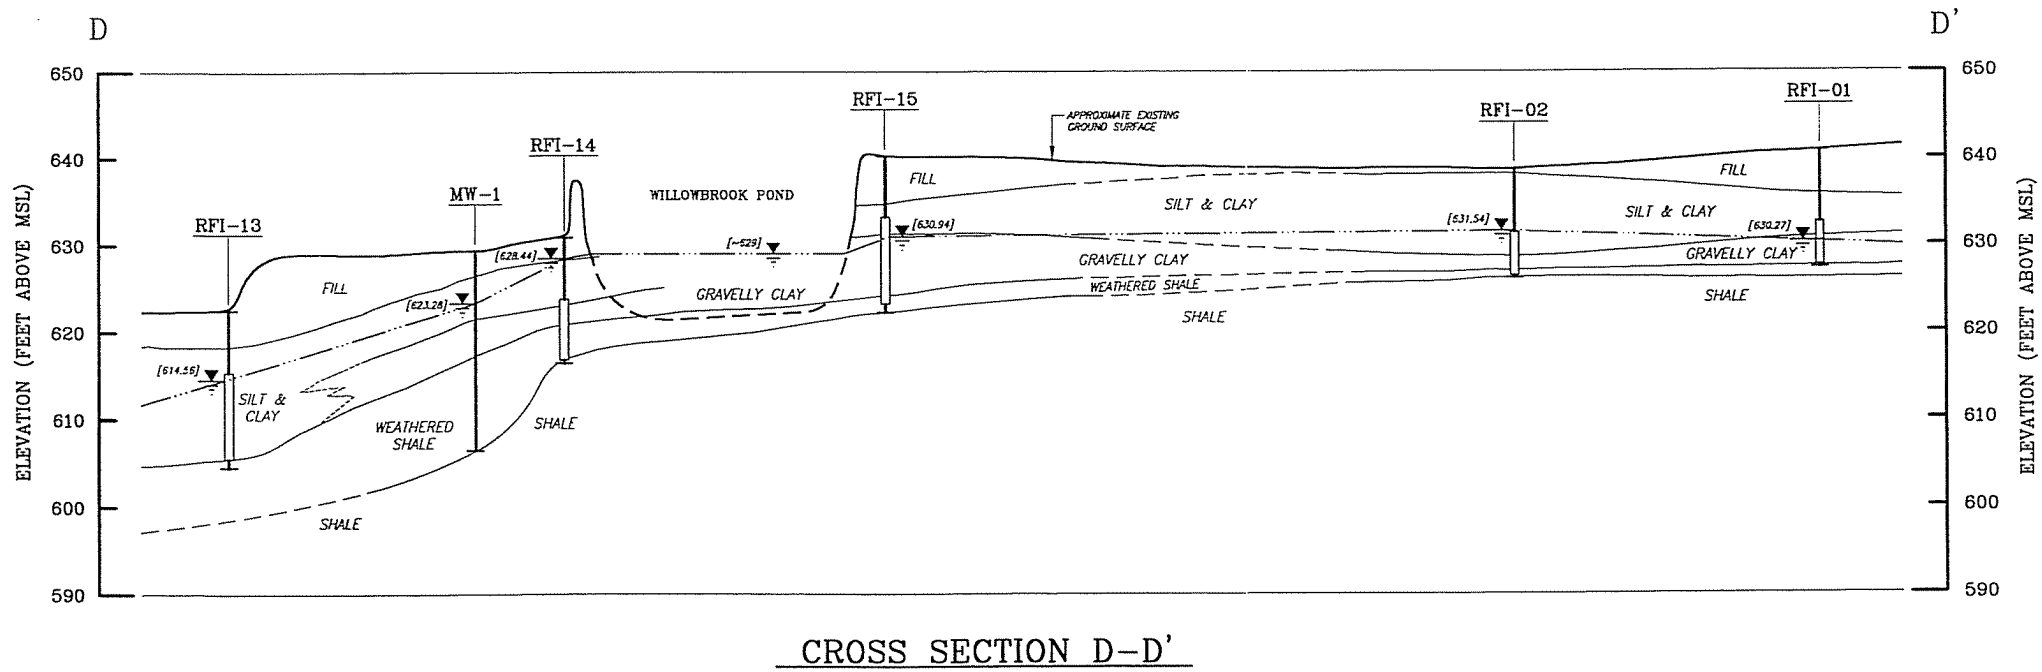 D
D'
650
640
630
620
610
600
590
ELEVATION (FEET ABOVE MSL)
RFI-13
MW-1
RFI-14
WILLOWBROOK POND
RFI-15
APPROXIMATE EXISTING
GROUND SURFACE
RFI-02
RFI-01
FILL
[614.56]
[623.28]
[628.44]
[~629]
[630.94]
[631.54]
[630.27]
FILL
SILT & CLAY
FILL
SILT & CLAY
GRAVELLY CLAY
GRAVELLY CLAY
GRAVELLY CLAY
WEATHERED SHALE
SHALE
SHALE
SILT &
CLAY
WEATHERED
SHALE
SHALE
SHALE
650
640
630
620
610
600
590
ELEVATION (FEET ABOVE MSL)
CROSS SECTION D-D'